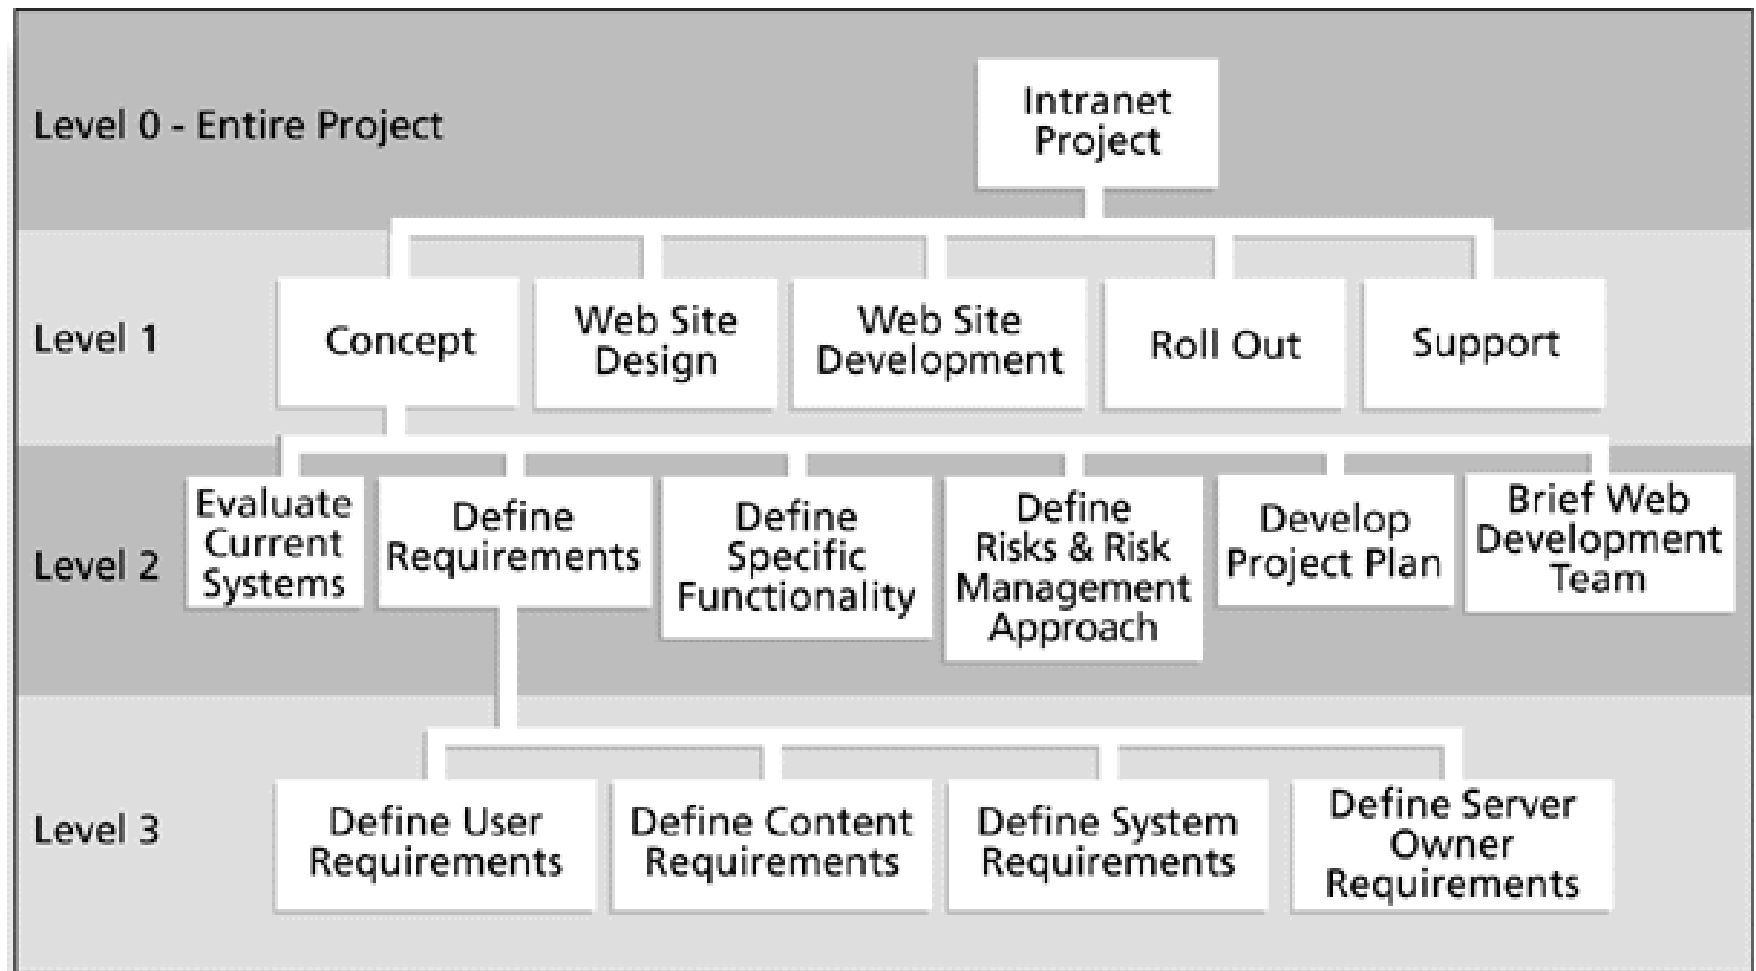 Level 0 - Entire Project
Intranet
Project
Level 1
Concept
Web Site
Design
Web Site
Development
Roll Out
Support
Level 2
Evaluate
Current
Systems
Define
Requirements
Define
Specific
Functionality
Define
Risks & Risk
Management
Approach
Develop
Project Plan
Brief Web
Development
Team
Level 3
Define User
Requirements
Define Content
Requirements
Define System
Requirements
Define Server
Owner
Requirements